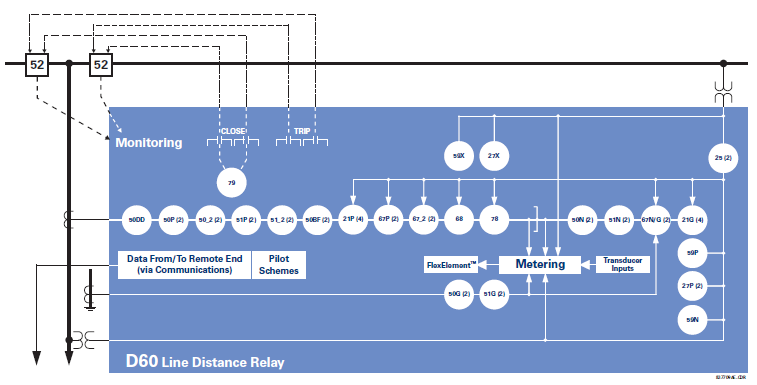 52
52
CLOSE
TRIP
Monitoring
59X
27X
25 (2)
79
50DD
50P (2)
50_2 (2)
51P (2)
51_2 (2)
50BF (2)
21P (4)
67P (2)
67_2 (2)
68
78
50N (2)
51N (2)
67N/G (2)
21G (4)
Data From/To Remote End
(via Communications)
Pilot
Schemes
FlexElement™
Metering
Transducer
Inputs
59P
50G (2)
51G (2)
27P (2)
59N
D60 Line Distance Relay